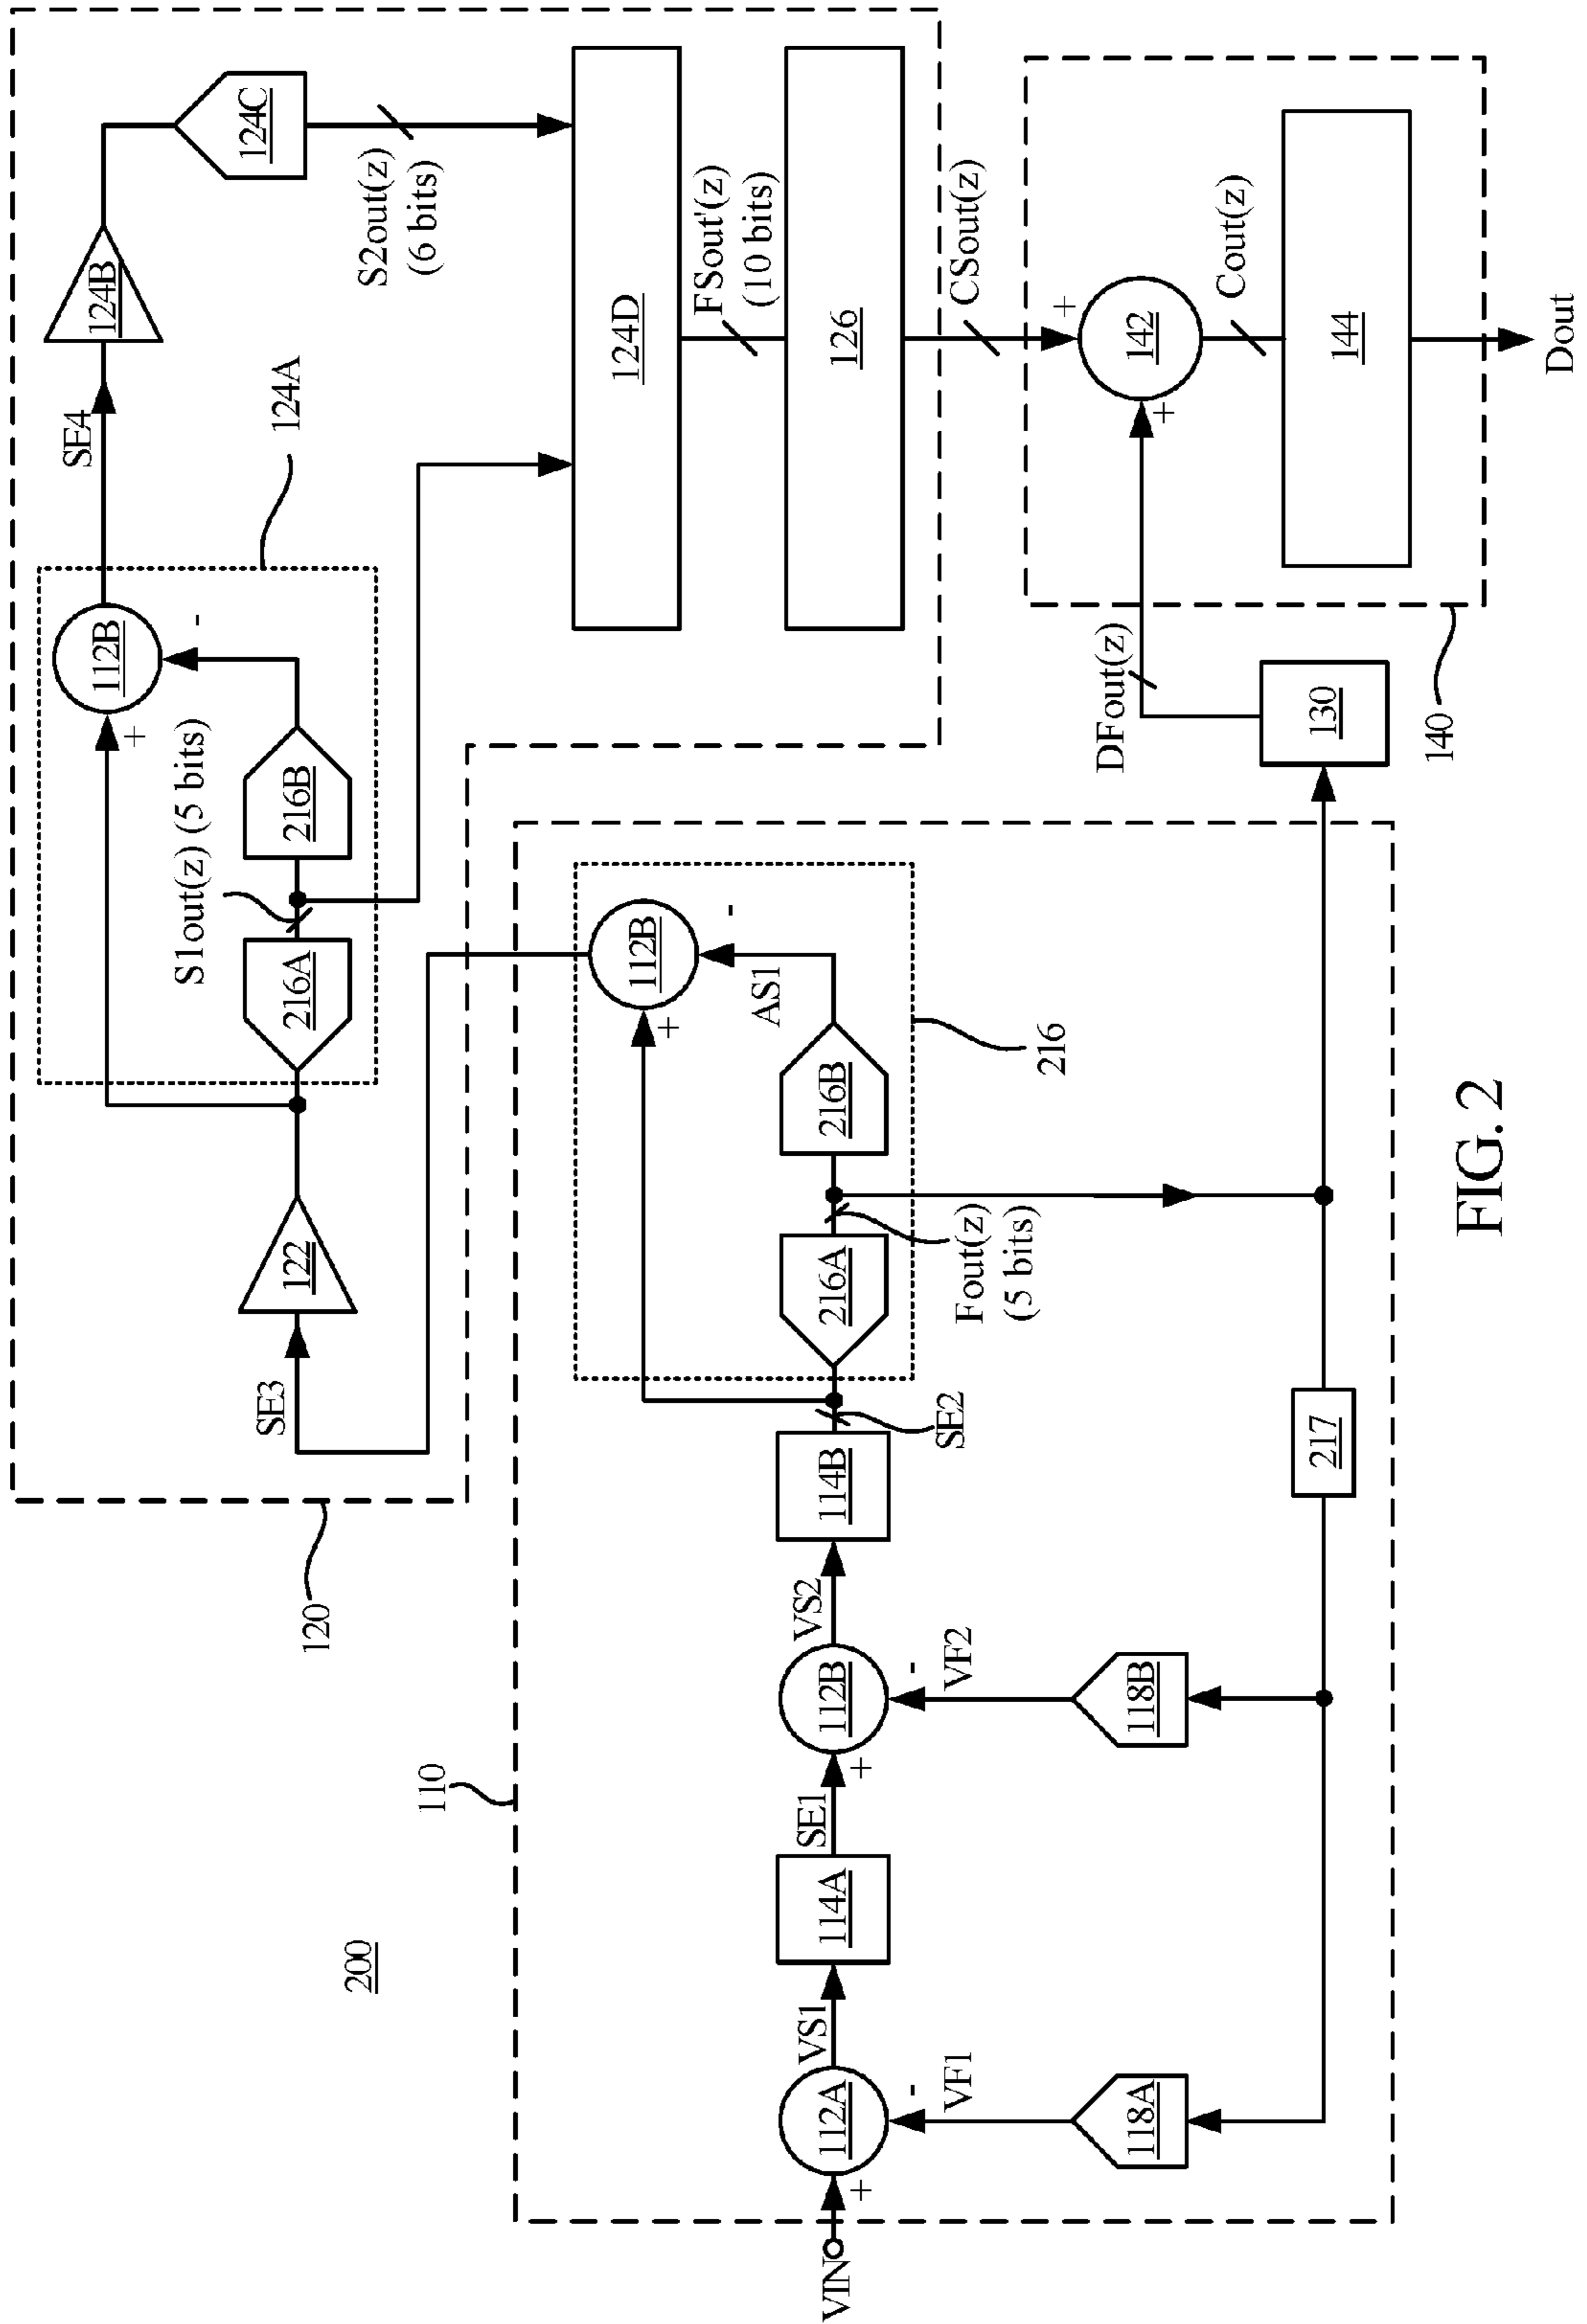 200
120
SE3
122
216A
S1out(z) (5 bits)
216B
+
-
112B
124A
SE4
124B
124C
S2out(z)
(6 bits)
124D
FSout'(z)
(10 bits)
126
CSout(z)
110
VIN
+
112A
-
VF1
118A
VS1
114A
SE1
+
112B
-
VF2
118B
VS2
114B
SE2
216A
Fout(z)
(5 bits)
216B
AS1
+
-
112B
216
217
130
DFout(z)
140
+
+
142
Cout(z)
144
Dout
FIG. 2